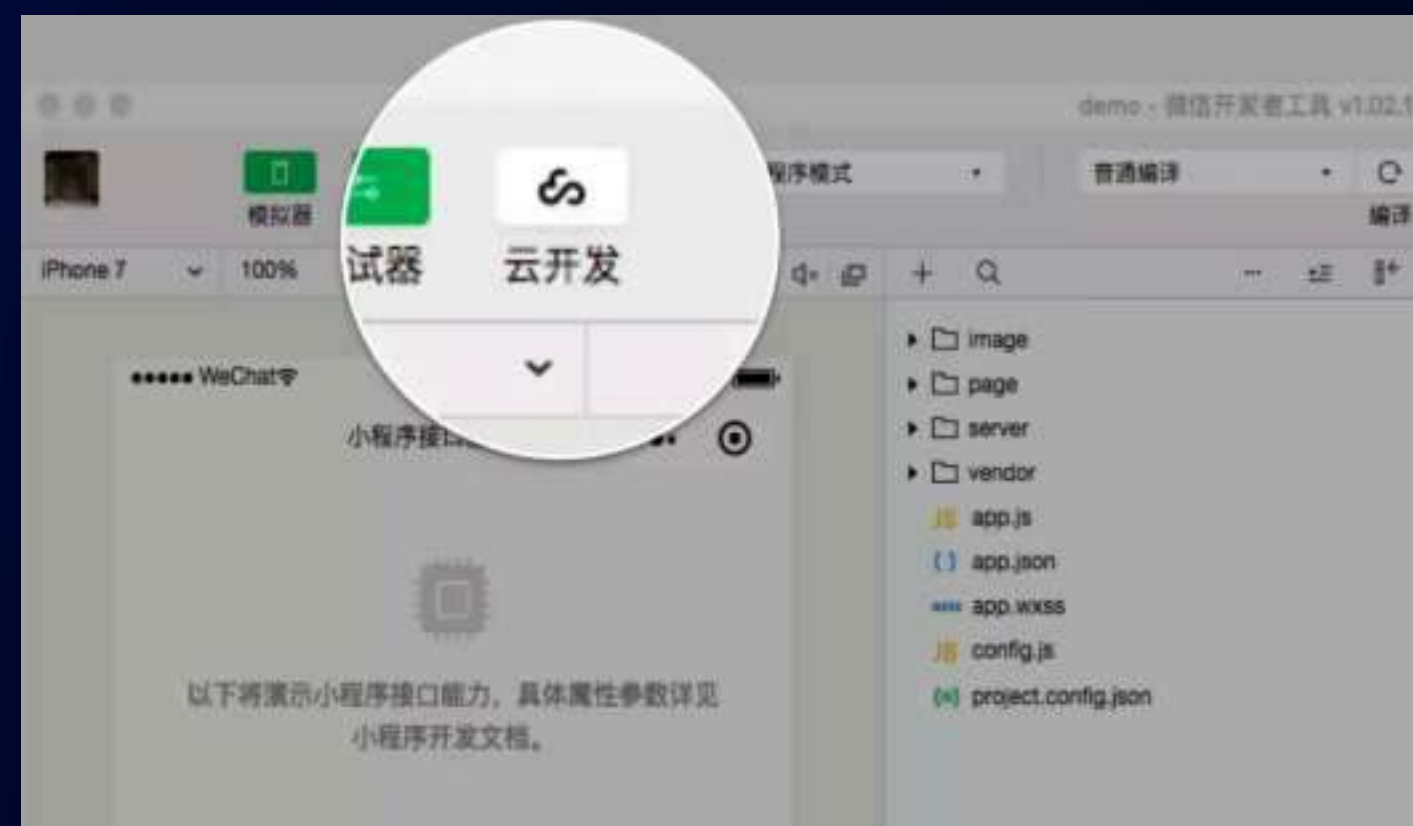 demo - 微信开发者工具 v1.02.1
程序模式
普通编译
模拟器
试器
云开发
编译
iPhone 7
100%
WeChat
小程序接口
image
page
server
vendor
JS app.js
{ } app.json
app.wxss
JS config.js
project.config.json
以下将演示小程序接口能力，具体属性参数详见
小程序开发文档。